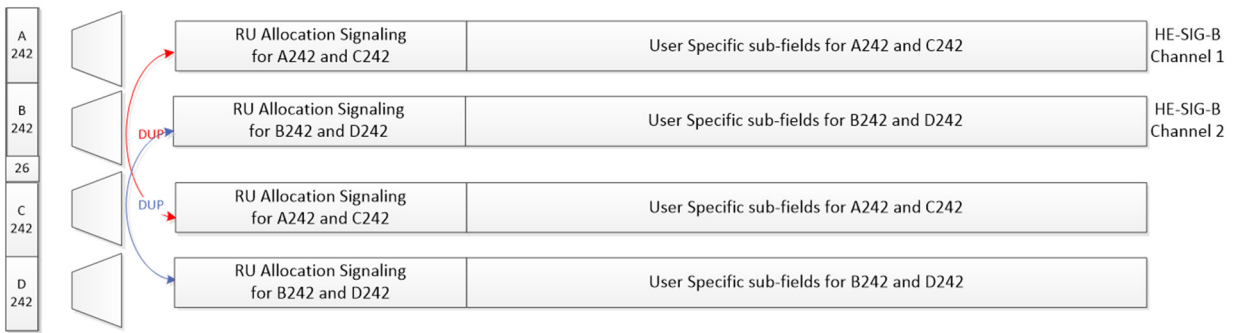 A
242
RU Allocation Signaling
for A242 and C242
User Specific sub-fields for A242 and C242
HE-SIG-B
Channel 1
B
242
DUP
RU Allocation Signaling
for B242 and D242
User Specific sub-fields for B242 and D242
HE-SIG-B
Channel 2
26
C
242
DUP
RU Allocation Signaling
for A242 and C242
User Specific sub-fields for A242 and C242
D
242
RU Allocation Signaling
for B242 and D242
User Specific sub-fields for B242 and D242